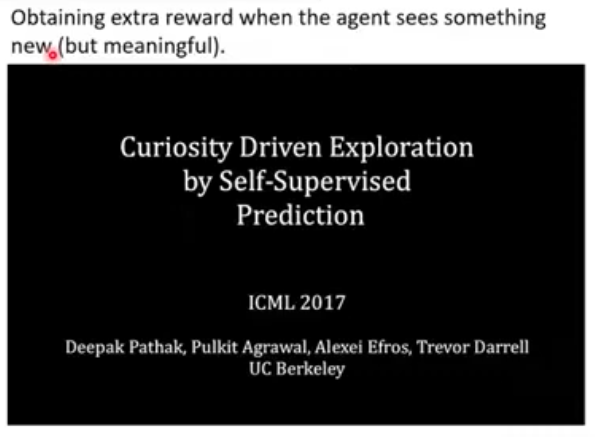 Obtaining extra reward when the agent sees something
new (but meaningful).
Curiosity Driven Exploration
by Self-Supervised
Prediction
ICML 2017
Deepak Pathak, Pulkit Agrawal, Alexei Efros, Trevor Darrell
UC Berkeley